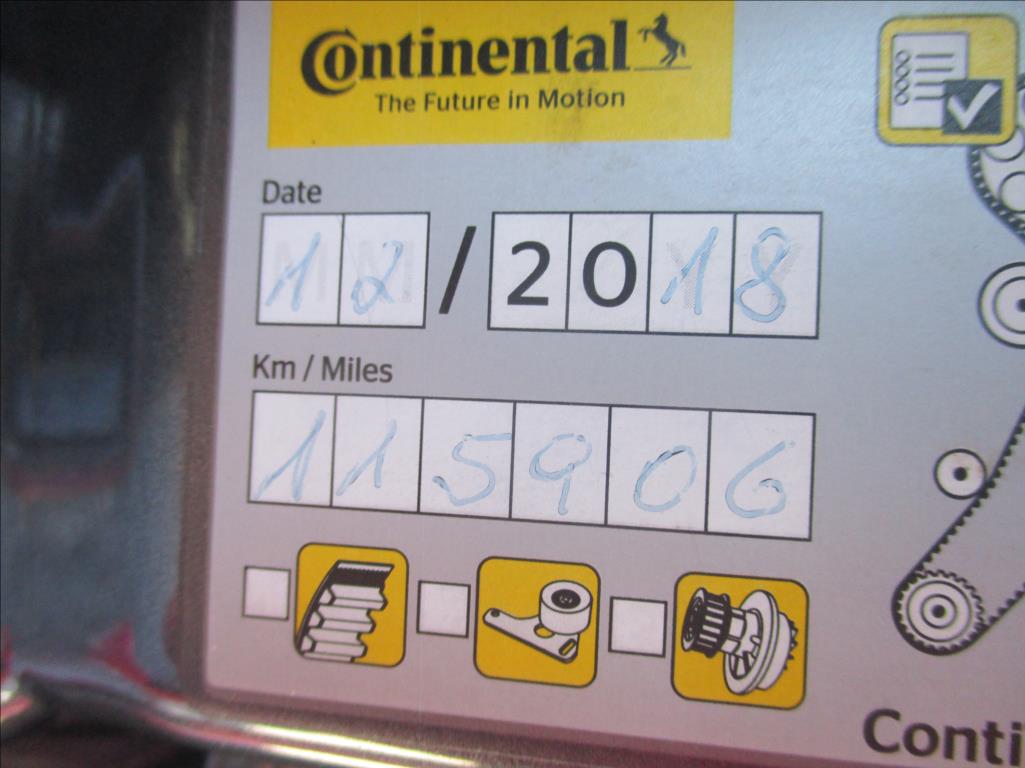 Continental
The Future in Motion
Date
12/2018
Km / Miles
115906
Conti